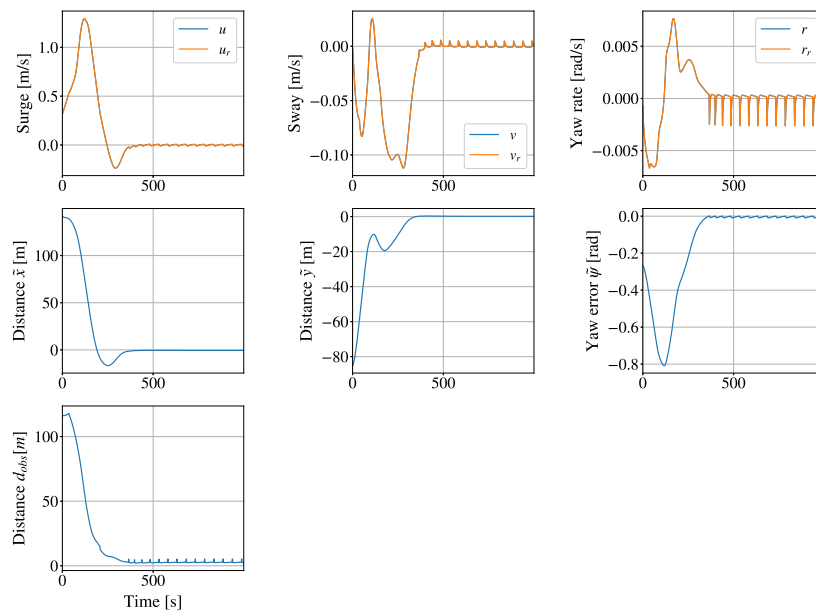 Surge [m/s]
1.0
0.5
0.0
0
500
u
u_r
Sway [m/s]
0.00
−0.05
−0.10
0
500
v
v_r
Yaw rate [rad/s]
0.005
0.000
−0.005
0
500
r
r_r
Distance x̃ [m]
100
50
0
0
500
Distance ỹ [m]
0
−20
−40
−60
−80
0
500
Yaw error ψ̃ [rad]
0.0
−0.2
−0.4
−0.6
−0.8
0
500
Distance d_obs[m]
100
50
0
0
500
Time [s]